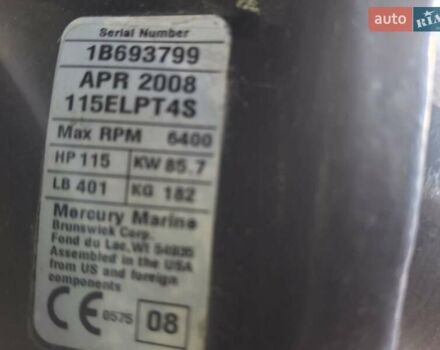 auto RIA
Serial Number
1B693799
APR 2008
115ELPT4S
Max RPM 6400
HP 115 KW 85.7
LB 401 KG 182
Mercury Marine
Brunswick Corp.
Fond du Lac, WI 54935
Assembled in the USA
from US and foreign
components
CE 0575 08